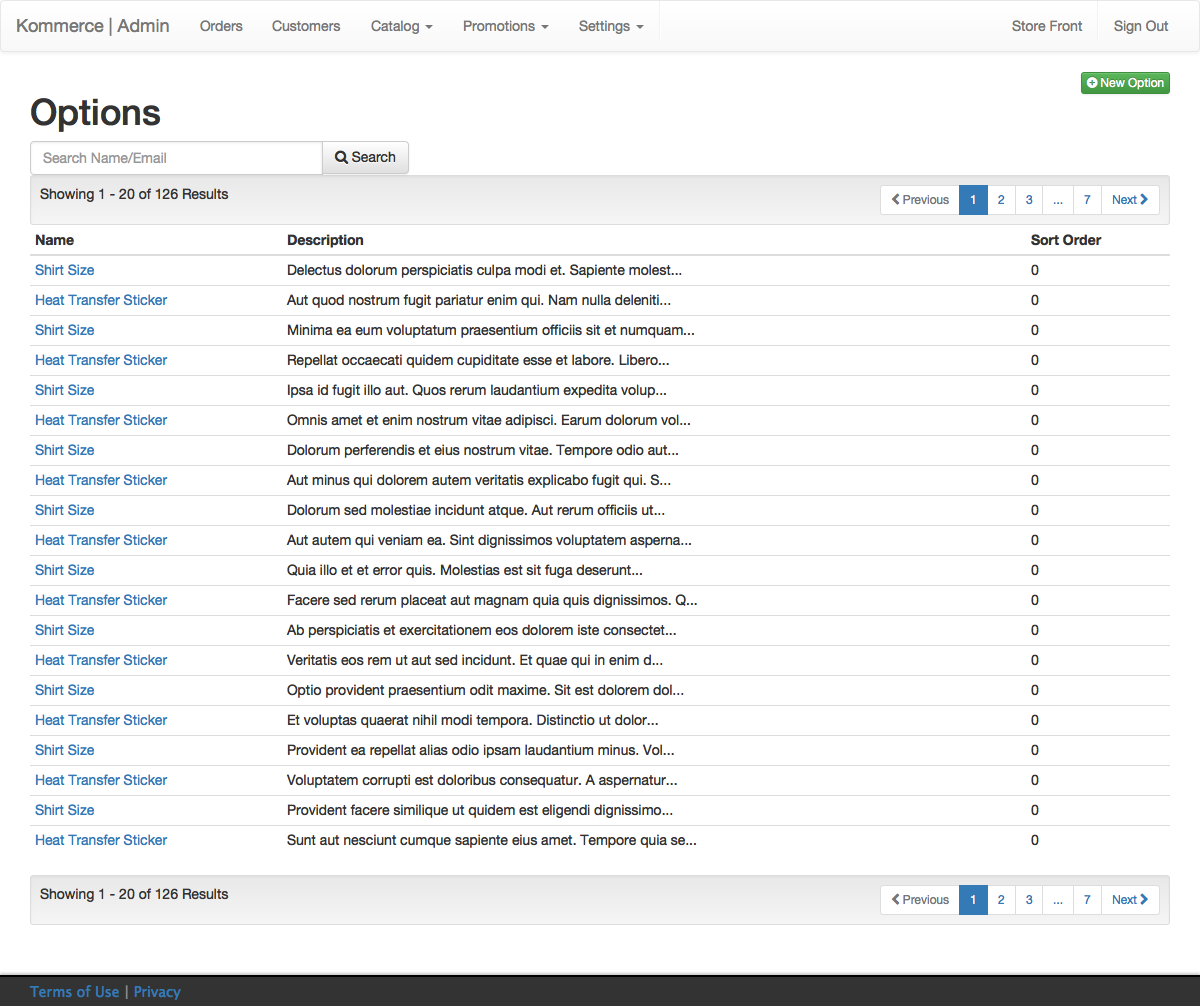 Kommerce | Admin Orders Customers Catalog Promotions Settings Store Front Sign Out
New Option
Options
Search Name/Email Search
Showing 1 - 20 of 126 Results Previous 1 2 3 ... 7 Next
Name Description Sort Order
Shirt Size Delectus dolorum perspiciatis culpa modi et. Sapiente molest... 0
Heat Transfer Sticker Aut quod nostrum fugit pariatur enim qui. Nam nulla deleniti... 0
Shirt Size Minima ea eum voluptatum praesentium officiis sit et numquam... 0
Heat Transfer Sticker Repellat occaecati quidem cupiditate esse et labore. Libero... 0
Shirt Size Ipsa id fugit illo aut. Quos rerum laudantium expedita volup... 0
Heat Transfer Sticker Omnis amet et enim nostrum vitae adipisci. Earum dolorum vol... 0
Shirt Size Dolorum perferendis et eius nostrum vitae. Tempore odio aut... 0
Heat Transfer Sticker Aut minus qui dolorem autem veritatis explicabo fugit qui. S... 0
Shirt Size Dolorum sed molestiae incidunt atque. Aut rerum officiis ut... 0
Heat Transfer Sticker Aut autem qui veniam ea. Sint dignissimos voluptatem asperna... 0
Shirt Size Quia illo et et error quis. Molestias est sit fuga deserunt... 0
Heat Transfer Sticker Facere sed rerum placeat aut magnam quia quis dignissimos. Q... 0
Shirt Size Ab perspiciatis et exercitationem eos dolorem iste consectet... 0
Heat Transfer Sticker Veritatis eos rem ut aut sed incidunt. Et quae qui in enim d... 0
Shirt Size Optio provident praesentium odit maxime. Sit est dolorem dol... 0
Heat Transfer Sticker Et voluptas quaerat nihil modi tempora. Distinctio ut dolor... 0
Shirt Size Provident ea repellat alias odio ipsam laudantium minus. Vol... 0
Heat Transfer Sticker Voluptatem corrupti est doloribus consequatur. A aspernatur... 0
Shirt Size Provident facere similique ut quidem est eligendi dignissimo... 0
Heat Transfer Sticker Sunt aut nesciunt cumque sapiente eius amet. Tempore quia se... 0
Showing 1 - 20 of 126 Results Previous 1 2 3 ... 7 Next
Terms of Use | Privacy